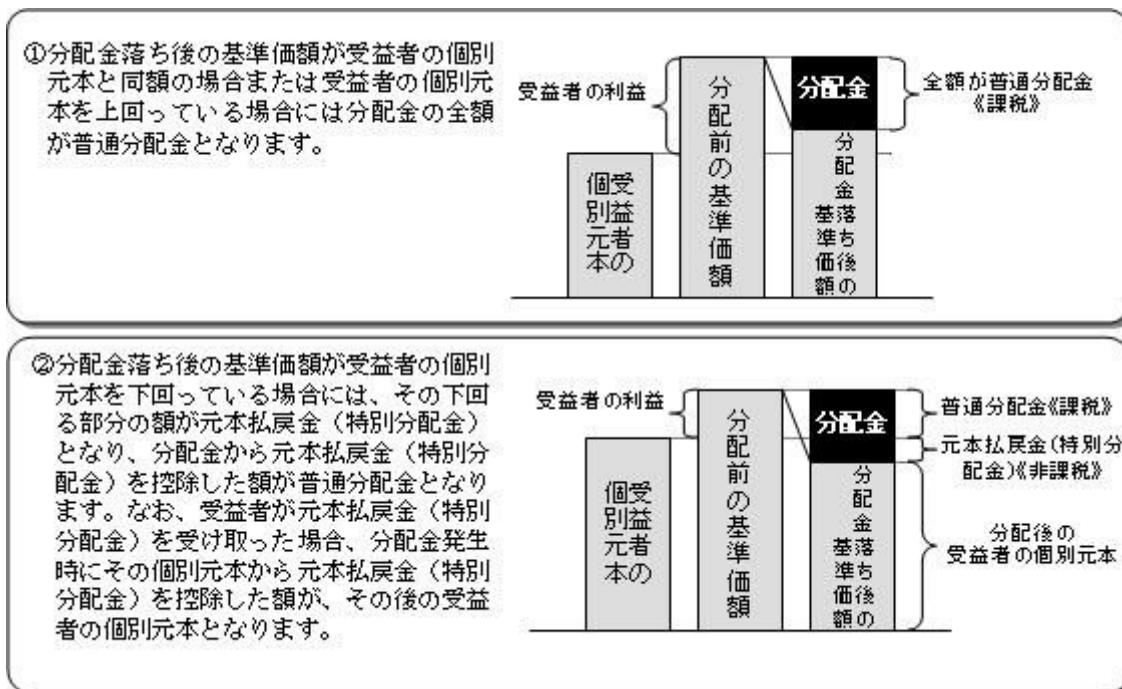 ①分配金落ち後の基準価額が受益者の個別
元本と同額の場合または受益者の個別元
本を上回っている場合には分配金の全額
が普通分配金となります。
受益者の利益
受益者の
個別元本
分配前の基準価額
分配金
分配金落ち後の
基準価額
全額が普通分配金
《課税》
②分配金落ち後の基準価額が受益者の個別
元本を下回っている場合には、その下回
る部分の額が元本払戻金（特別分配金）
となり、分配金から元本払戻金（特別分
配金）を控除した額が普通分配金となり
ます。なお、受益者が元本払戻金（特別
分配金）を受け取った場合、分配金発生
時にその個別元本から元本払戻金（特別
分配金）を控除した額が、その後の受益
者の個別元本となります。
受益者の利益
受益者の
個別元本
分配前の基準価額
分配金
分配金落ち後の
基準価額
普通分配金《課税》
元本払戻金(特別分
配金)《非課税》
分配後の
受益者の個別元本